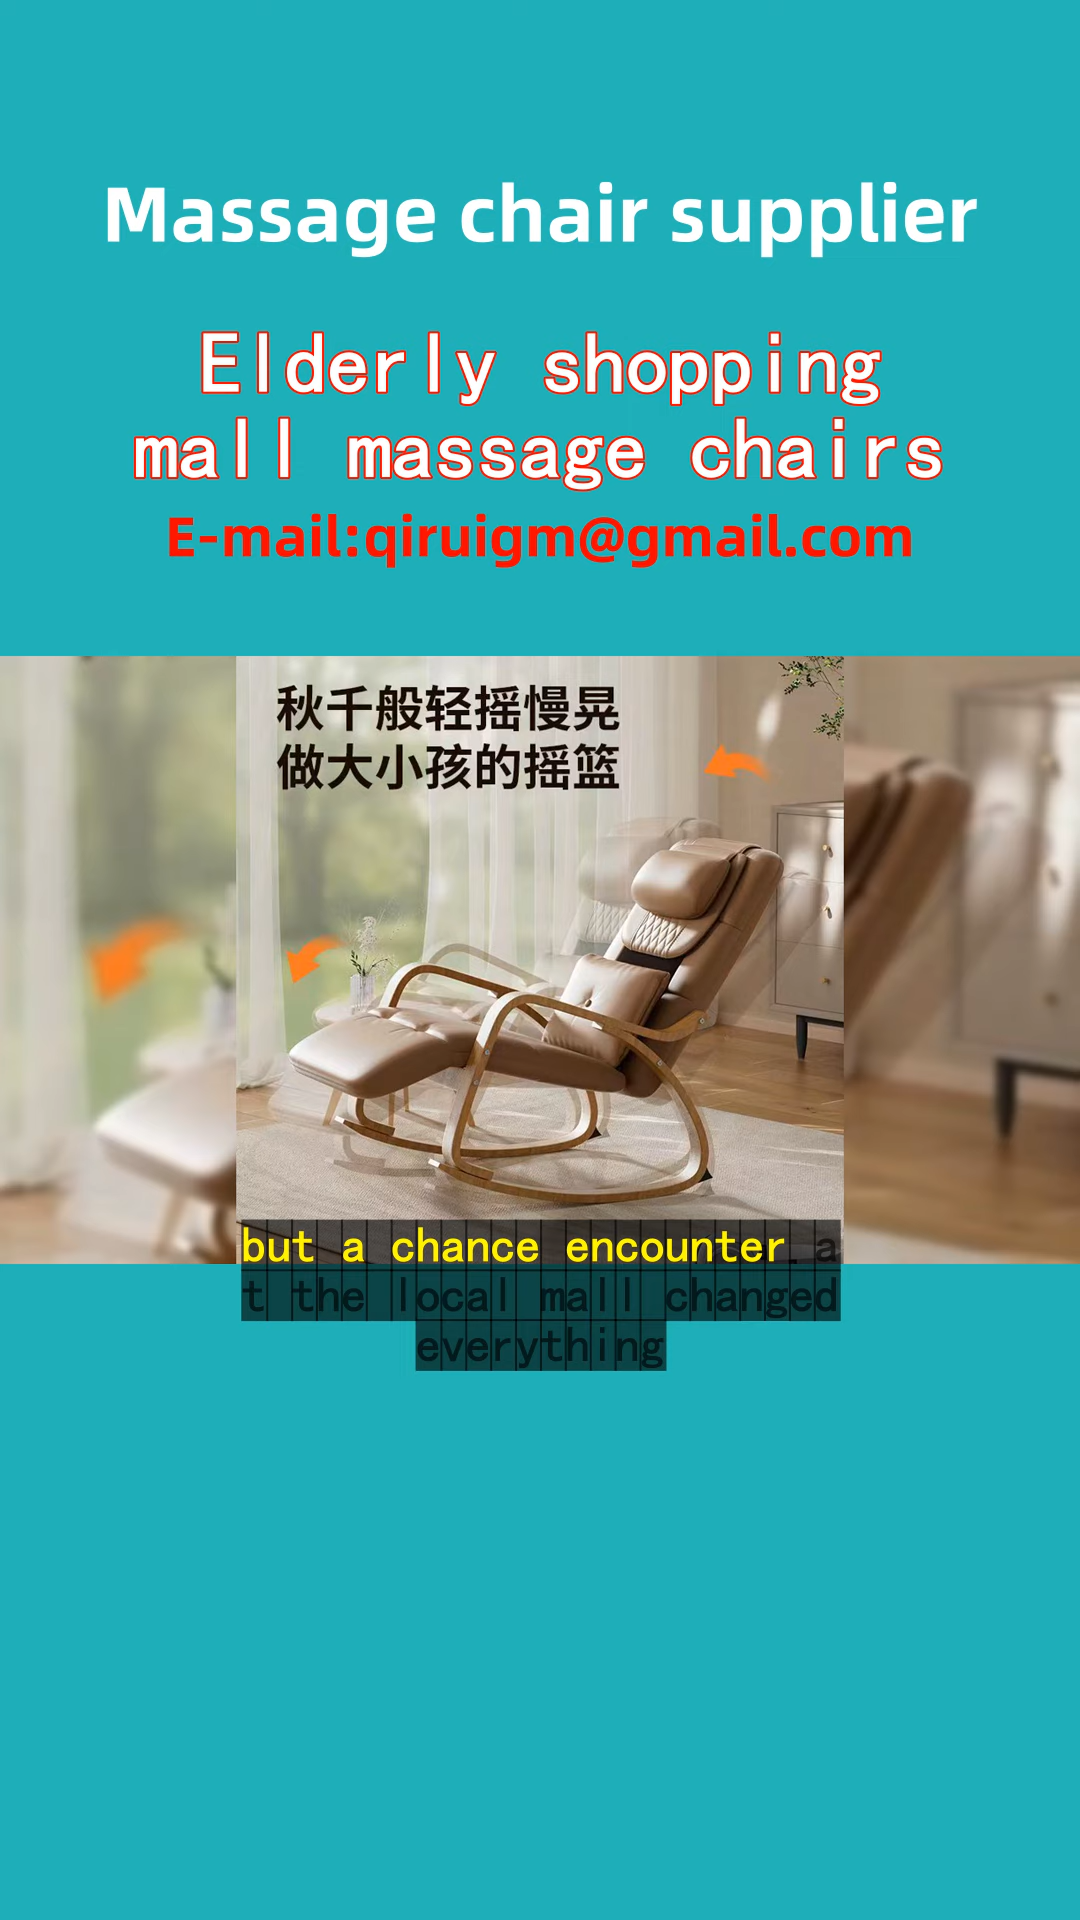 Massage chair supplier
Elderly shopping
mall massage chairs
E-mail:qiruigm@gmail.com
秋千般轻摇慢晃
做大小孩的摇篮
but a chance encounter a
t the local mall changed
everything